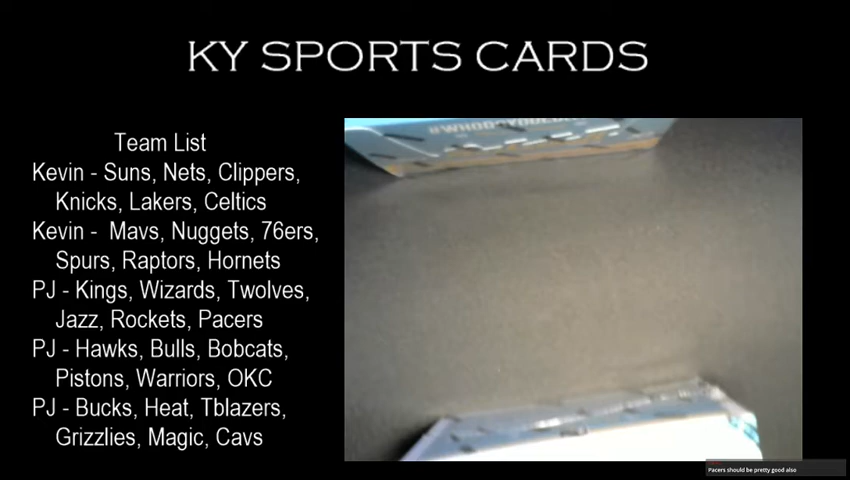 KY SPORTS CARDS
Team List
Kevin - Suns, Nets, Clippers,
Knicks, Lakers, Celtics
Kevin -  Mavs, Nuggets, 76ers,
Spurs, Raptors, Hornets
PJ - Kings, Wizards, Twolves,
Jazz, Rockets, Pacers
PJ - Hawks, Bulls, Bobcats,
Pistons, Warriors, OKC
PJ - Bucks, Heat, Tblazers,
Grizzlies, Magic, Cavs
Pacers should be pretty good also